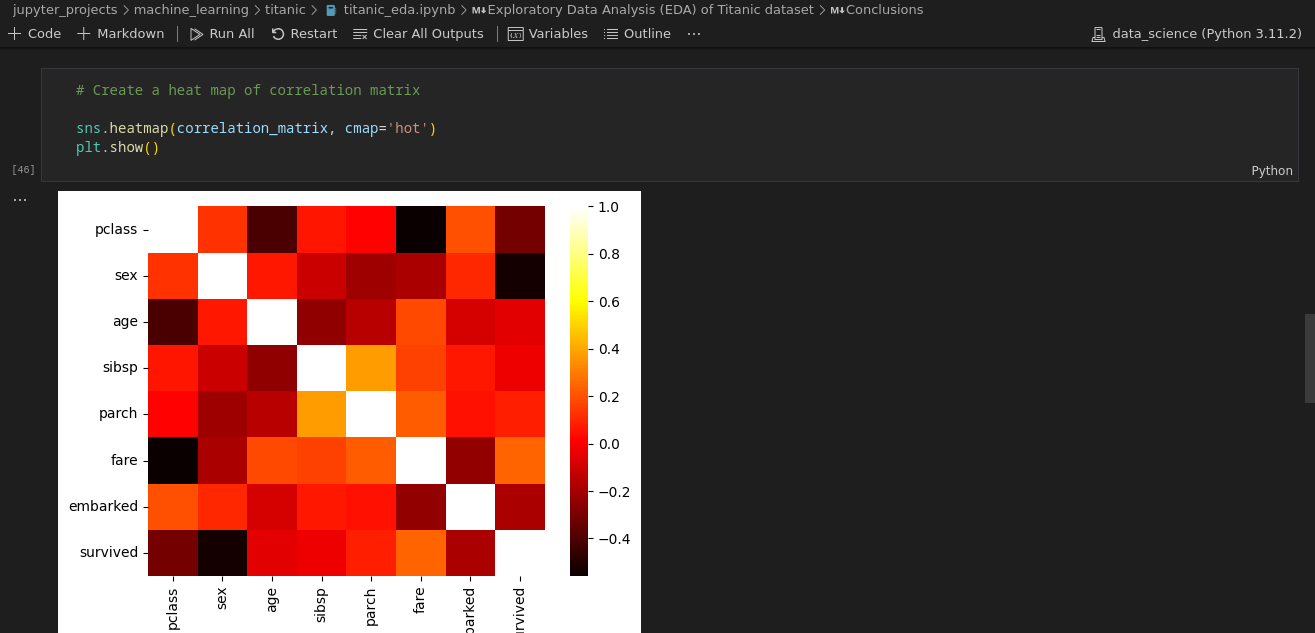 jupyter_projects > machine_learning > titanic > titanic_eda.ipynb > M↓Exploratory Data Analysis (EDA) of Titanic dataset > M↓Conclusions
+ Code + Markdown | Run All Restart Clear All Outputs | Variables Outline ... data_science (Python 3.11.2)
# Create a heat map of correlation matrix
sns.heatmap(correlation_matrix, cmap='hot')
plt.show()
[46] Python
...
pclass
sex
age
sibsp
parch
fare
embarked
survived
1.0
0.8
0.6
0.4
0.2
0.0
−0.2
−0.4
pclass
sex
age
sibsp
parch
fare
barked
rvived